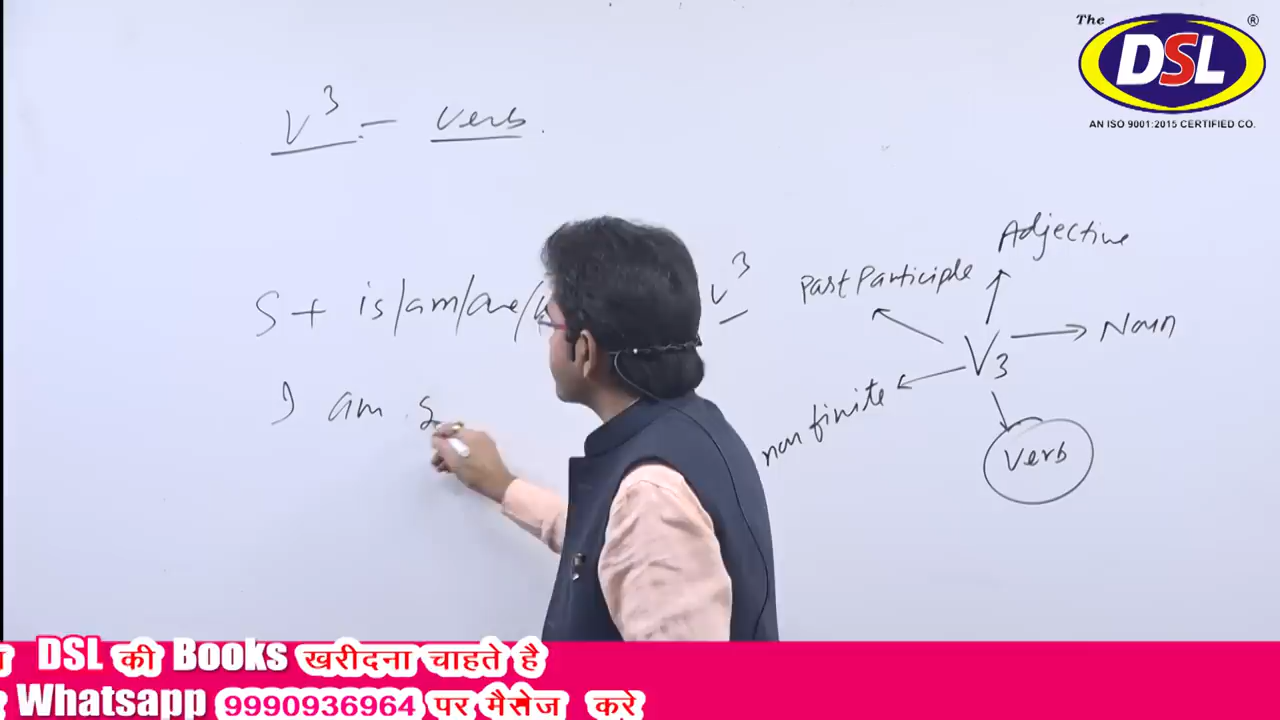 The
®
DSL
AN ISO 9001:2015 CERTIFIED CO.
V³ - verb.
S + is/am/are/ V³
I am S
Adjective
Past Participle
Noun
V3
non finite
Verb
DSL की Books खरीदना चाहते है
Whatsapp 9990936964 पर मैसेज करें